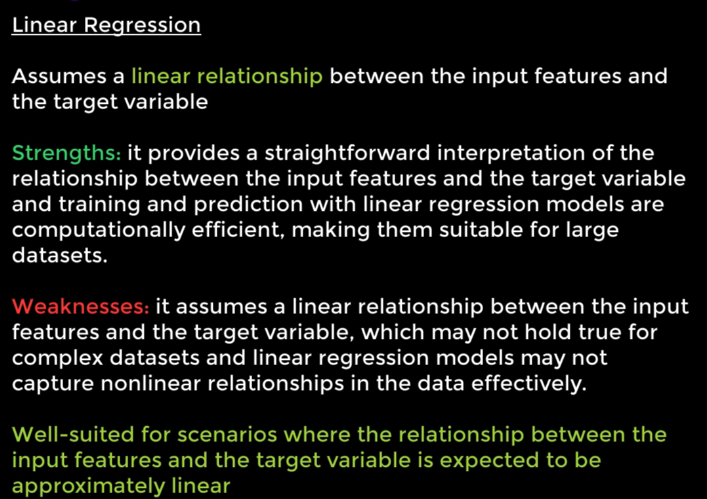 Linear Regression
Assumes a linear relationship between the input features and
the target variable
Strengths: it provides a straightforward interpretation of the
relationship between the input features and the target variable
and training and prediction with linear regression models are
computationally efficient, making them suitable for large
datasets.
Weaknesses: it assumes a linear relationship between the input
features and the target variable, which may not hold true for
complex datasets and linear regression models may not
capture nonlinear relationships in the data effectively.
Well-suited for scenarios where the relationship between the
input features and the target variable is expected to be
approximately linear